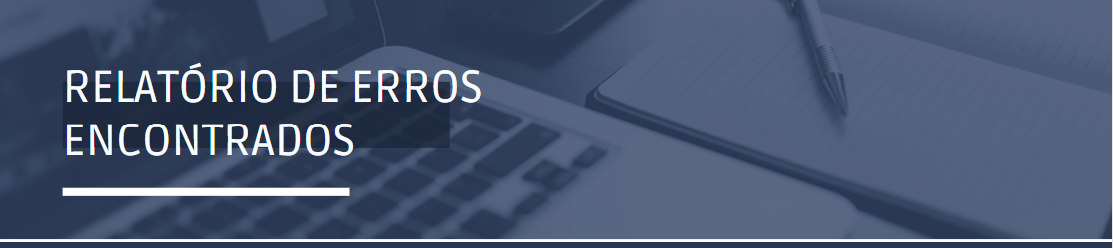 RELATÓRIO DE ERROS
ENCONTRADOS